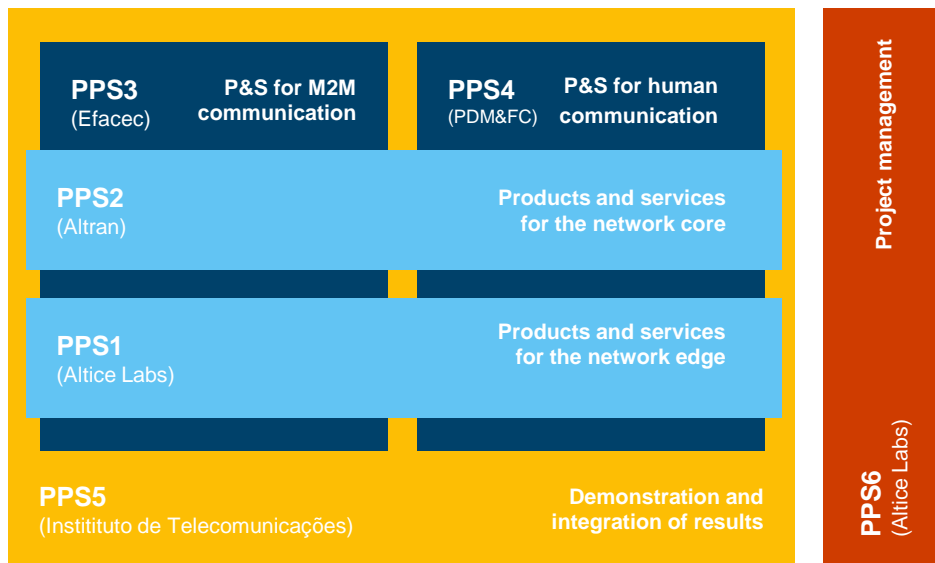 PPS3
(Efacec)
P&S for M2M
communication
PPS4
(PDM&FC)
P&S for human
communication
PPS2
(Altran)
Products and services
for the network core
PPS1
(Altice Labs)
Products and services
for the network edge
PPS5
(Institituto de Telecomunicações)
Demonstration and
integration of results
Project management
PPS6
(Altice Labs)